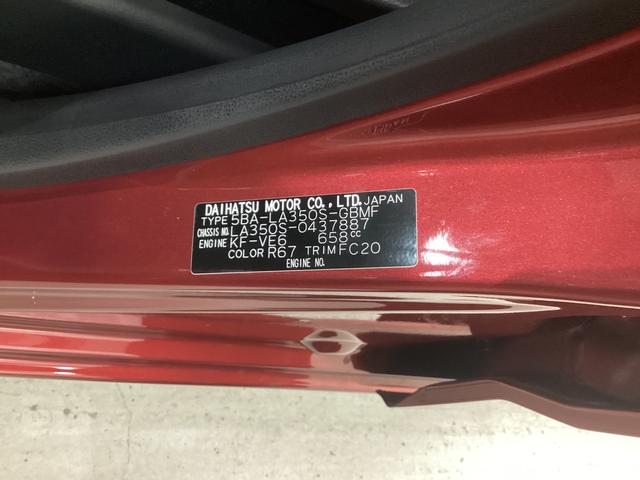 DAIHATSU MOTOR CO., LTD. JAPAN
TYPE 5BA-LA350S-GBMF
CHASSIS NO. LA350S-0437887
ENGINE KF-VE6 658cc
COLOR R67 TRIM FC20
ENGINE NO.